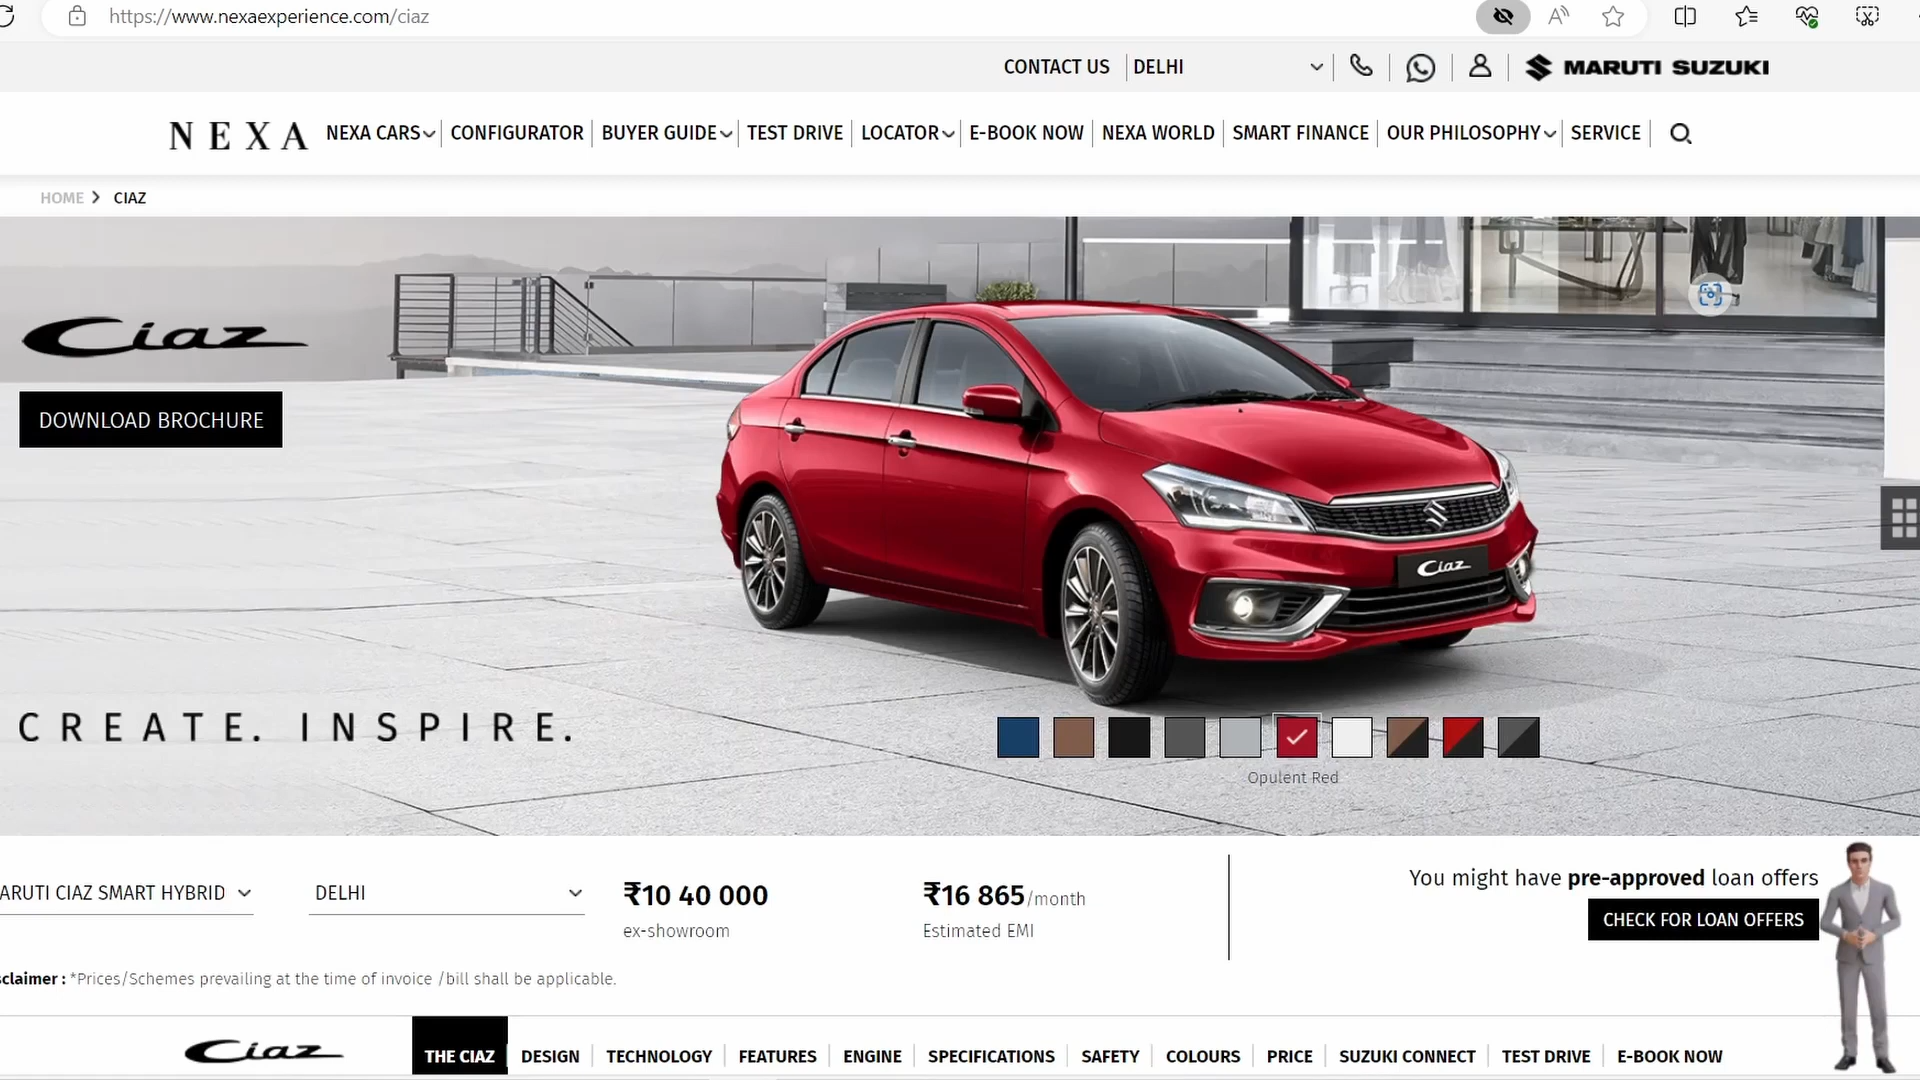 https://www.nexaexperience.com/ciaz
CONTACT US DELHI MARUTI SUZUKI
NEXA NEXA CARS CONFIGURATOR BUYER GUIDE TEST DRIVE LOCATOR E-BOOK NOW NEXA WORLD SMART FINANCE OUR PHILOSOPHY SERVICE
HOME CIAZ
Ciaz
DOWNLOAD BROCHURE
Ciaz
CREATE. INSPIRE.
Opulent Red
ARUTI CIAZ SMART HYBRID DELHI ₹10 40 000 ₹16 865/month
ex-showroom Estimated EMI
You might have pre-approved loan offers
CHECK FOR LOAN OFFERS
sclaimer : *Prices/Schemes prevailing at the time of invoice /bill shall be applicable.
Ciaz THE CIAZ DESIGN TECHNOLOGY FEATURES ENGINE SPECIFICATIONS SAFETY COLOURS PRICE SUZUKI CONNECT TEST DRIVE E-BOOK NOW